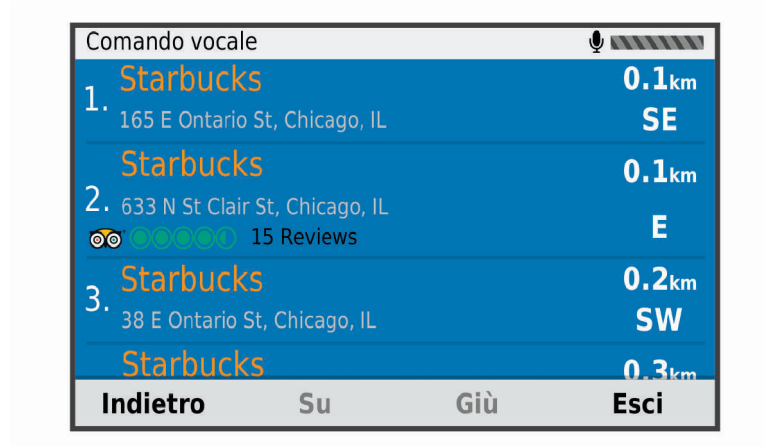 Comando vocale
1. Starbucks 0.1km
165 E Ontario St, Chicago, IL SE
Starbucks 0.1km
2. 633 N St Clair St, Chicago, IL
15 Reviews E
3. Starbucks 0.2km
38 E Ontario St, Chicago, IL SW
Starbucks 0.3km
Indietro Su Giù Esci